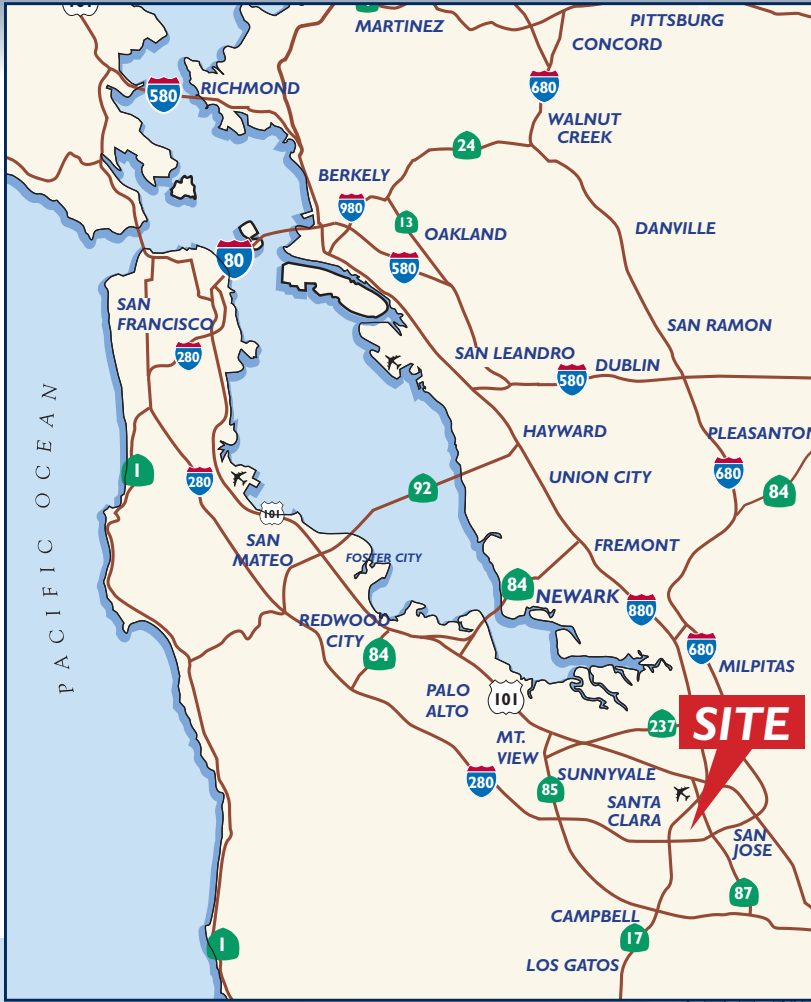 101
MARTINEZ
PITTSBURG
CONCORD
580
RICHMOND
680
WALNUT
CREEK
24
BERKELY
980
13
OAKLAND
DANVILLE
80
580
SAN
FRANCISCO
SAN RAMON
280
SAN LEANDRO
DUBLIN
580
PACIFIC OCEAN
HAYWARD
PLEASANTON
1
280
92
UNION CITY
680
84
101
SAN
MATEO
FOSTER CITY
FREMONT
84
NEWARK
880
REDWOOD
CITY
84
680
MILPITAS
PALO
ALTO
101
237
SITE
MT.
VIEW
280
85
SUNNYVALE
SANTA
CLARA
SAN
JOSE
87
CAMPBELL
17
1
LOS GATOS